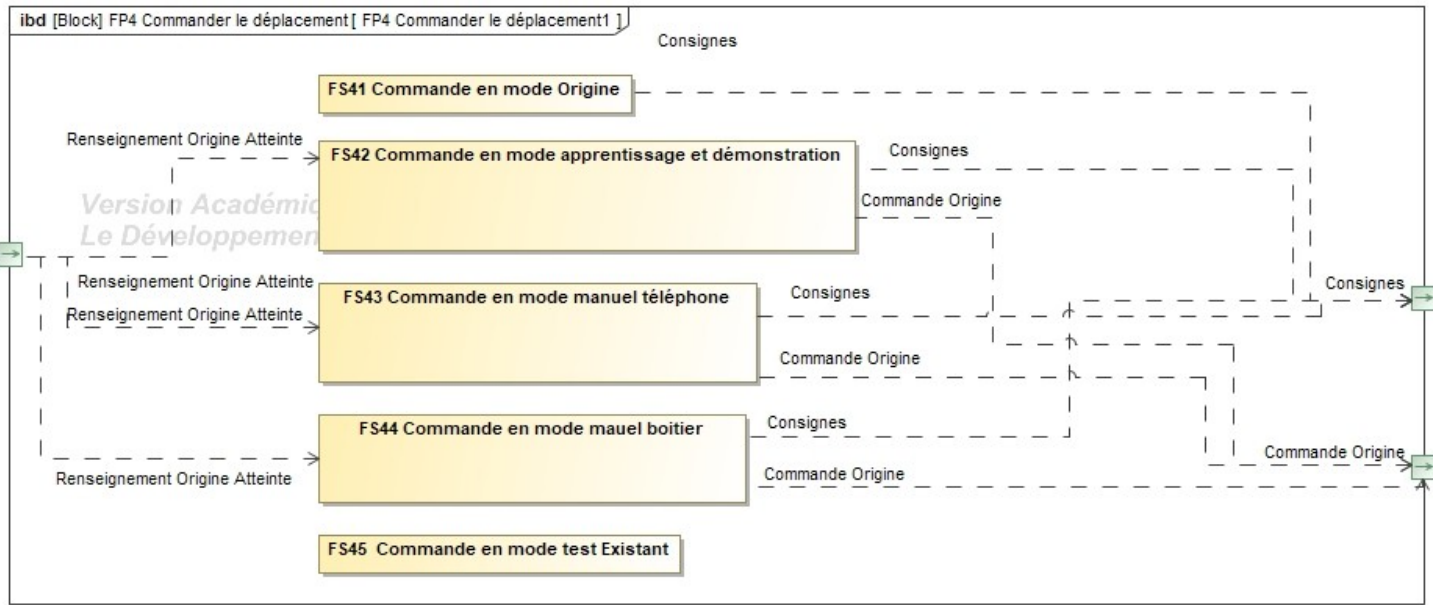 ibd [Block] FP4 Commander le déplacement [ FP4 Commander le déplacement1 ]
Consignes
FS41 Commande en mode Origine
Renseignement Origine Atteinte
FS42 Commande en mode apprentissage et démonstration
Consignes
Commande Origine
Version Académiq
Le Développemen
Renseignement Origine Atteinte
Renseignement Origine Atteinte
FS43 Commande en mode manuel téléphone
Consignes
Consignes
Commande Origine
FS44 Commande en mode mauel boitier
Consignes
Commande Origine
Commande Origine
Renseignement Origine Atteinte
FS45 Commande en mode test Existant